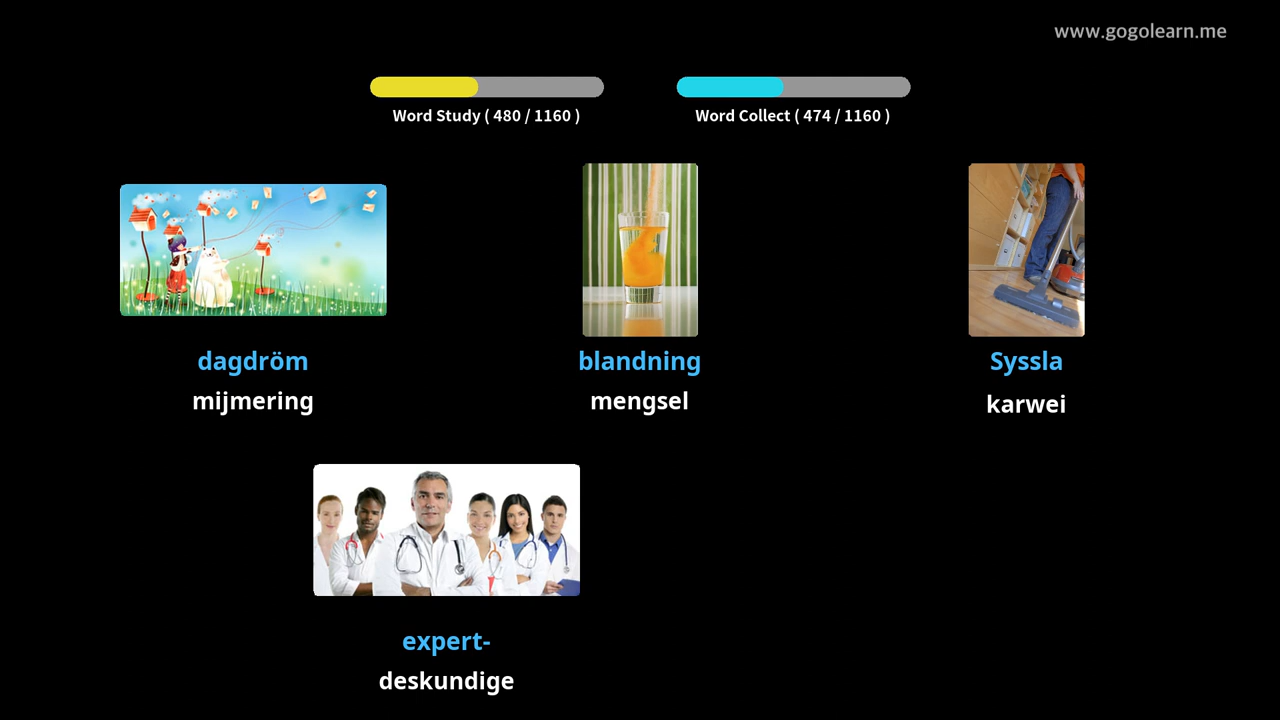 www.gogolearn.me
Word Study ( 480 / 1160 )
Word Collect ( 474 / 1160 )
dagdröm
mijmering
blandning
mengsel
Syssla
karwei
expert-
deskundige